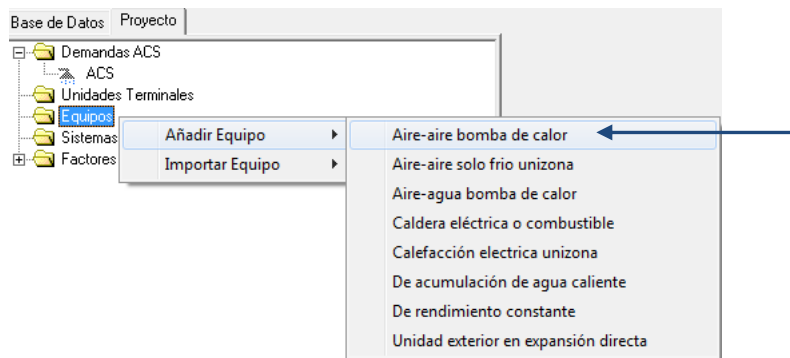 Base de Datos Proyecto
Demandas ACS
ACS
Unidades Terminales
Equipos
Sistemas
Factores
Añadir Equipo
Importar Equipo
Aire-aire bomba de calor
Aire-aire solo frio unizona
Aire-agua bomba de calor
Caldera eléctrica o combustible
Calefacción electrica unizona
De acumulación de agua caliente
De rendimiento constante
Unidad exterior en expansión directa